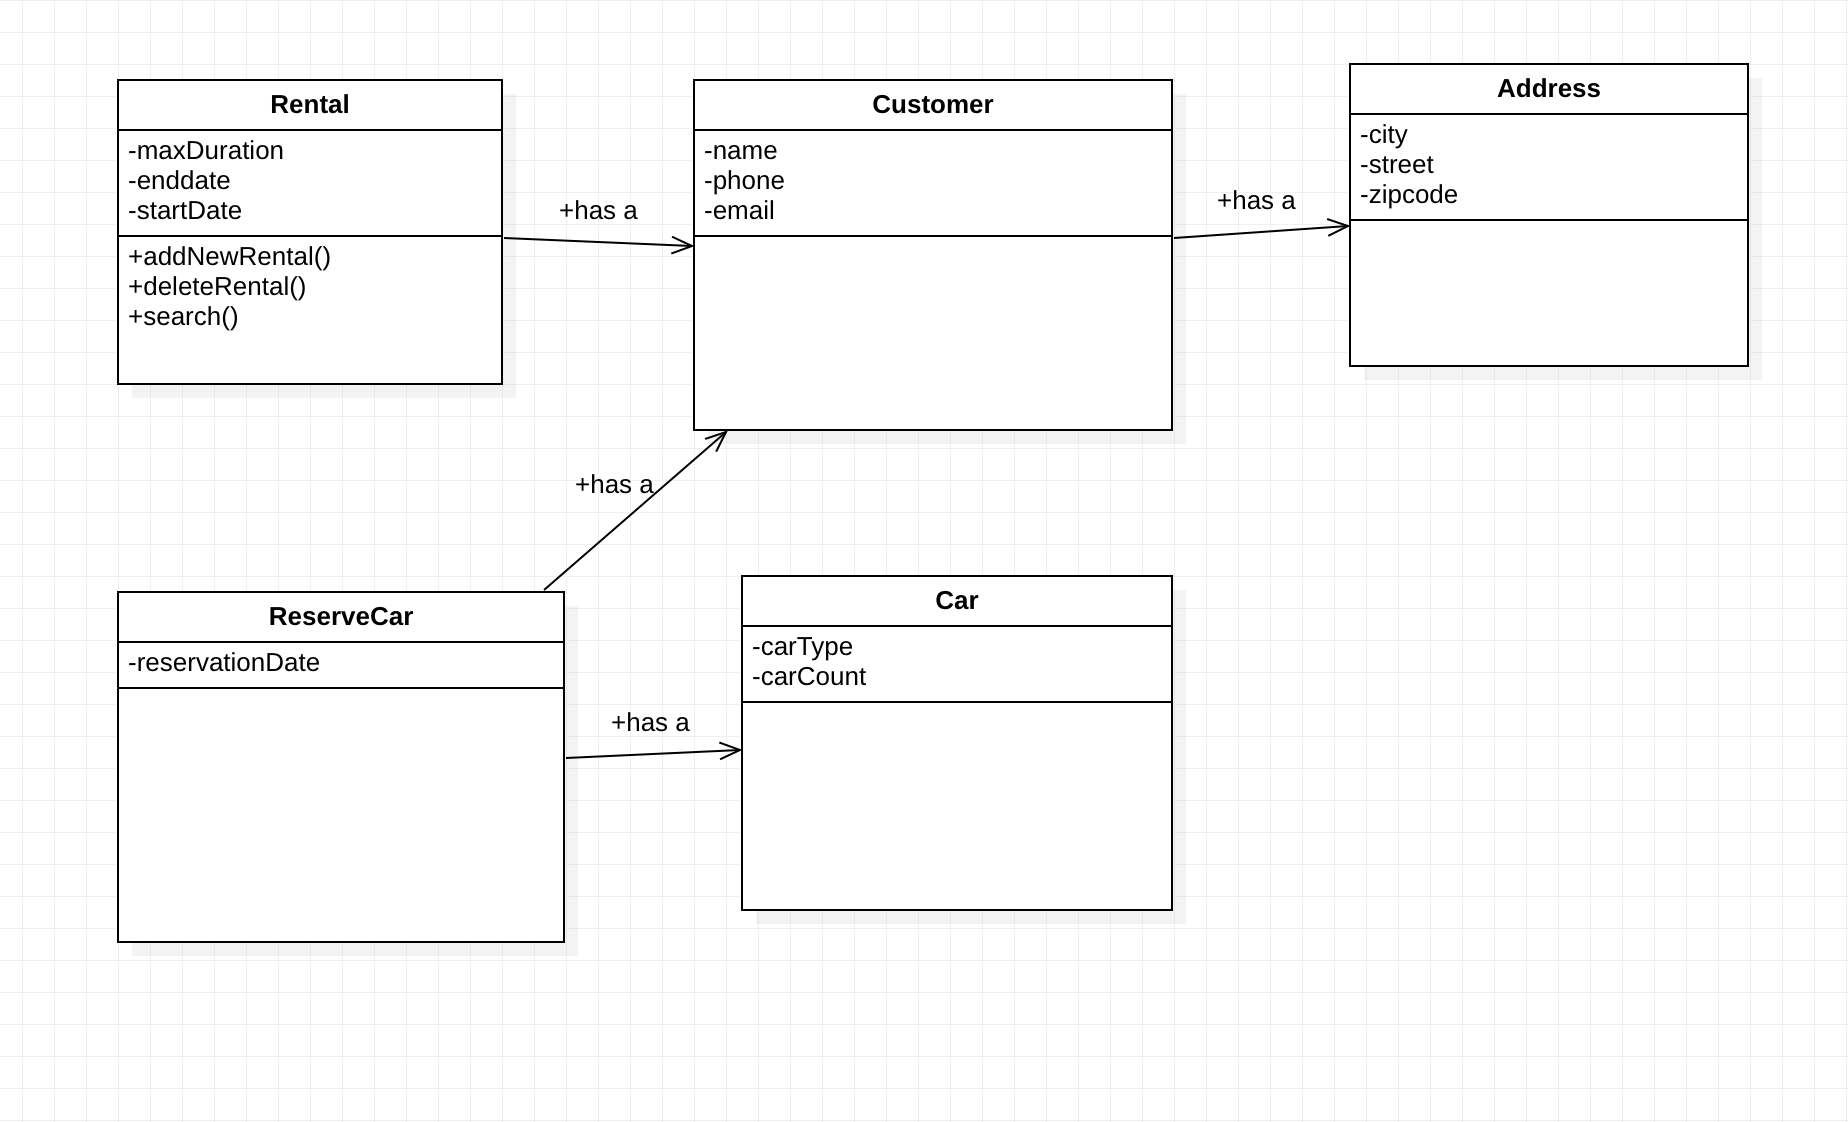 Rental
-maxDuration
-enddate
-startDate
+addNewRental()
+deleteRental()
+search()
+has a
Customer
-name
-phone
-email
+has a
Address
-city
-street
-zipcode
+has a
ReserveCar
-reservationDate
+has a
Car
-carType
-carCount